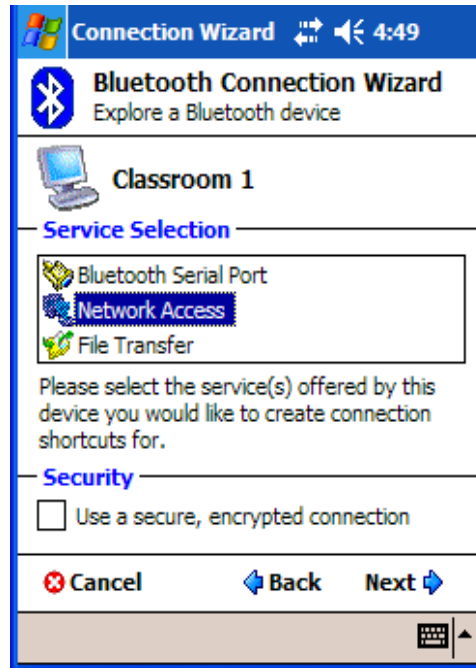 Connection Wizard 4:49
Bluetooth Connection Wizard
Explore a Bluetooth device
Classroom 1
Service Selection
Bluetooth Serial Port
Network Access
File Transfer
Please select the service(s) offered by this
device you would like to create connection
shortcuts for.
Security
Use a secure, encrypted connection
Cancel Back Next